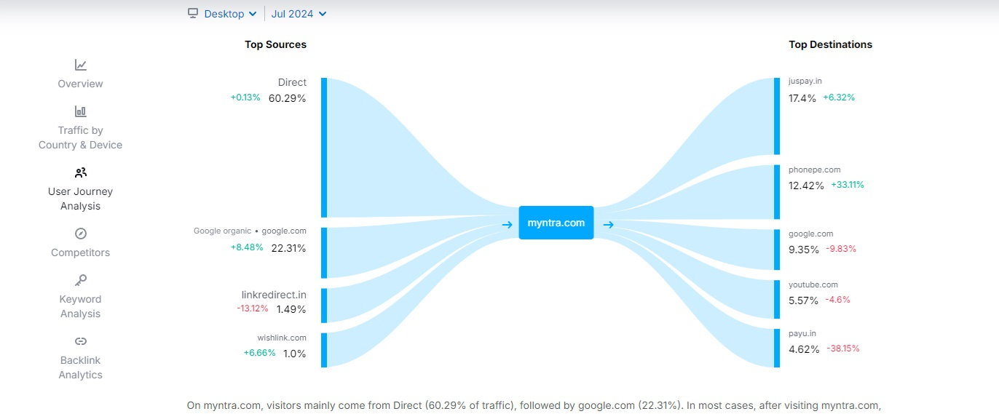 Desktop
Jul 2024
Top Sources
Top Destinations
Overview
Traffic by
Country & Device
User Journey
Analysis
Competitors
Keyword
Analysis
Backlink
Analytics
Direct
+0.13% 60.29%
Google organic • google.com
+8.48% 22.31%
linkredirect.in
-13.12% 1.49%
wishlink.com
+6.66% 1.0%
myntra.com
juspay.in
17.4% +6.32%
phonepe.com
12.42% +33.11%
google.com
9.35% -9.83%
youtube.com
5.57% -4.6%
payu.in
4.62% -38.15%
On myntra.com, visitors mainly come from Direct (60.29% of traffic), followed by google.com (22.31%). In most cases, after visiting myntra.com,